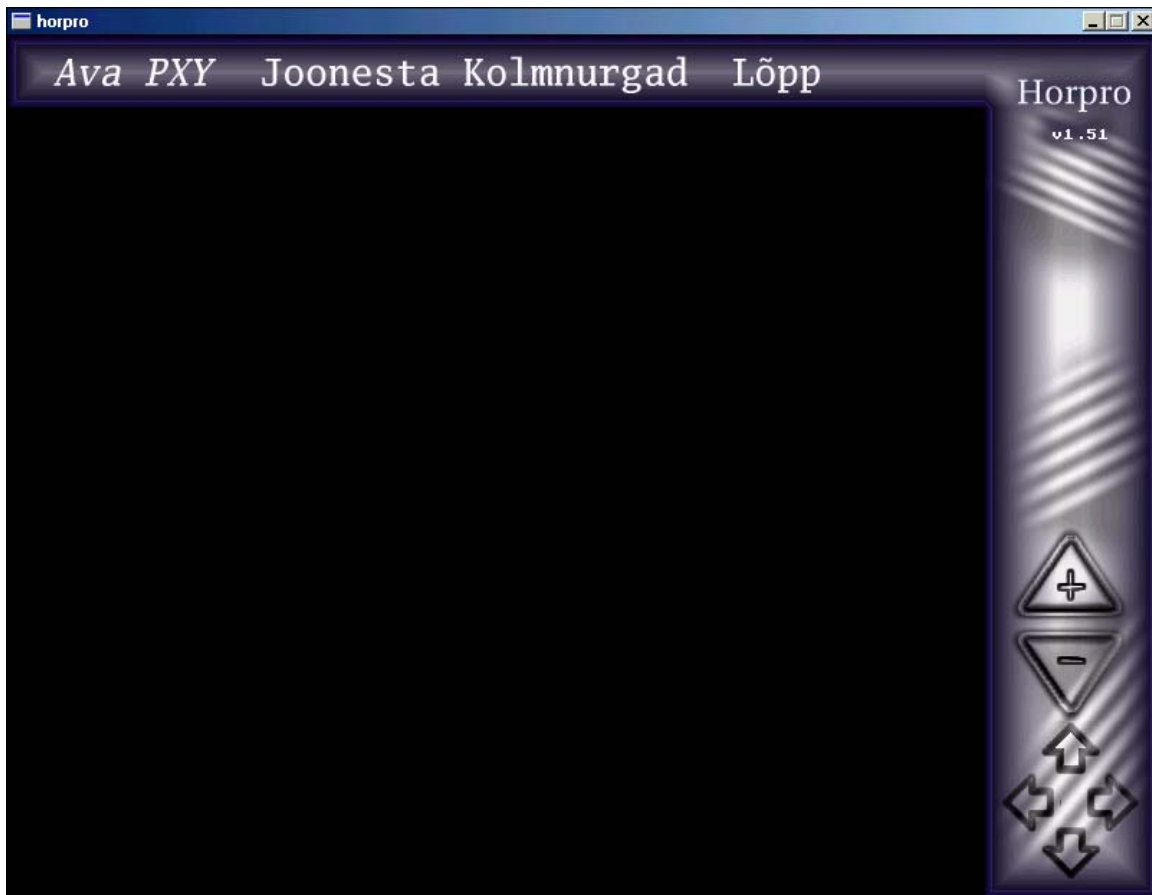 horpro
Ava PXY Joonesta Kolmnurgad Lõpp
Horpro
v1.51
+
-